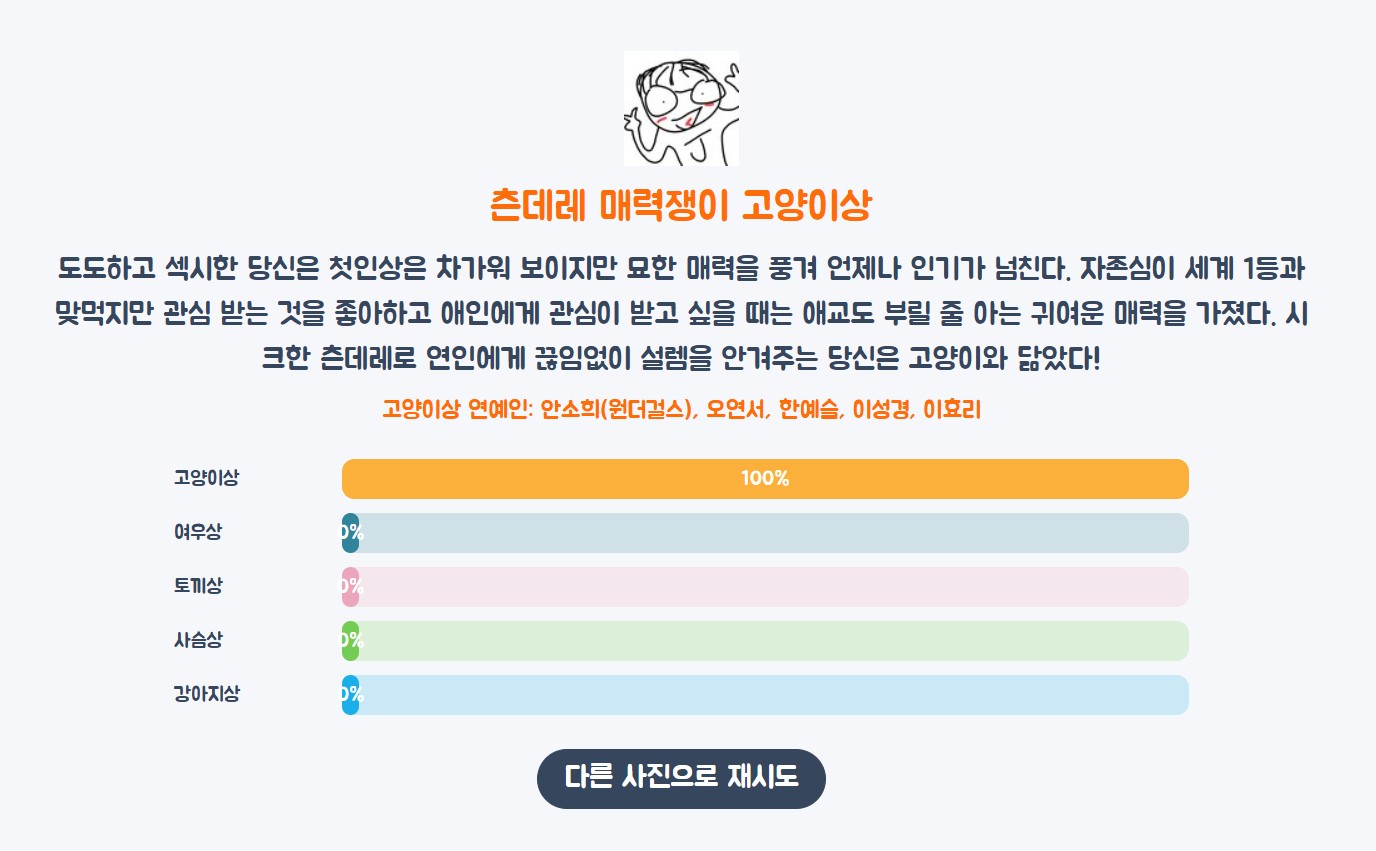 츤데레 매력쟁이 고양이상
도도하고 섹시한 당신은 첫인상은 차가워 보이지만 묘한 매력을 풍겨 언제나 인기가 넘친다. 자존심이 세계 1등과
맞먹지만 관심 받는 것을 좋아하고 애인에게 관심이 받고 싶을 때는 애교도 부릴 줄 아는 귀여운 매력을 가졌다. 시
크한 츤데레로 연인에게 끊임없이 설렘을 안겨주는 당신은 고양이와 닮았다!
고양이상 연예인: 안소희(원더걸스), 오연서, 한예슬, 이성경, 이효리
고양이상 100%
여우상 0%
토끼상 0%
사슴상 0%
강아지상 0%
다른 사진으로 재시도